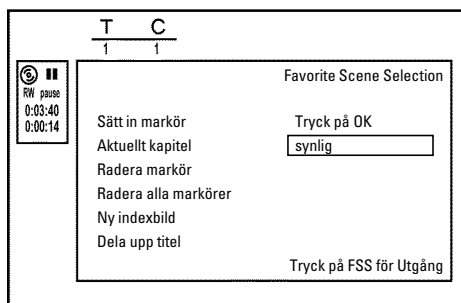 T C
1 1
RW pause
0:03:40
0:00:14
Favorite Scene Selection
Sätt in markör Tryck på OK
Aktuellt kapitel synlig
Radera markör
Radera alla markörer
Ny indexbild
Dela upp titel
Tryck på FSS för Utgång